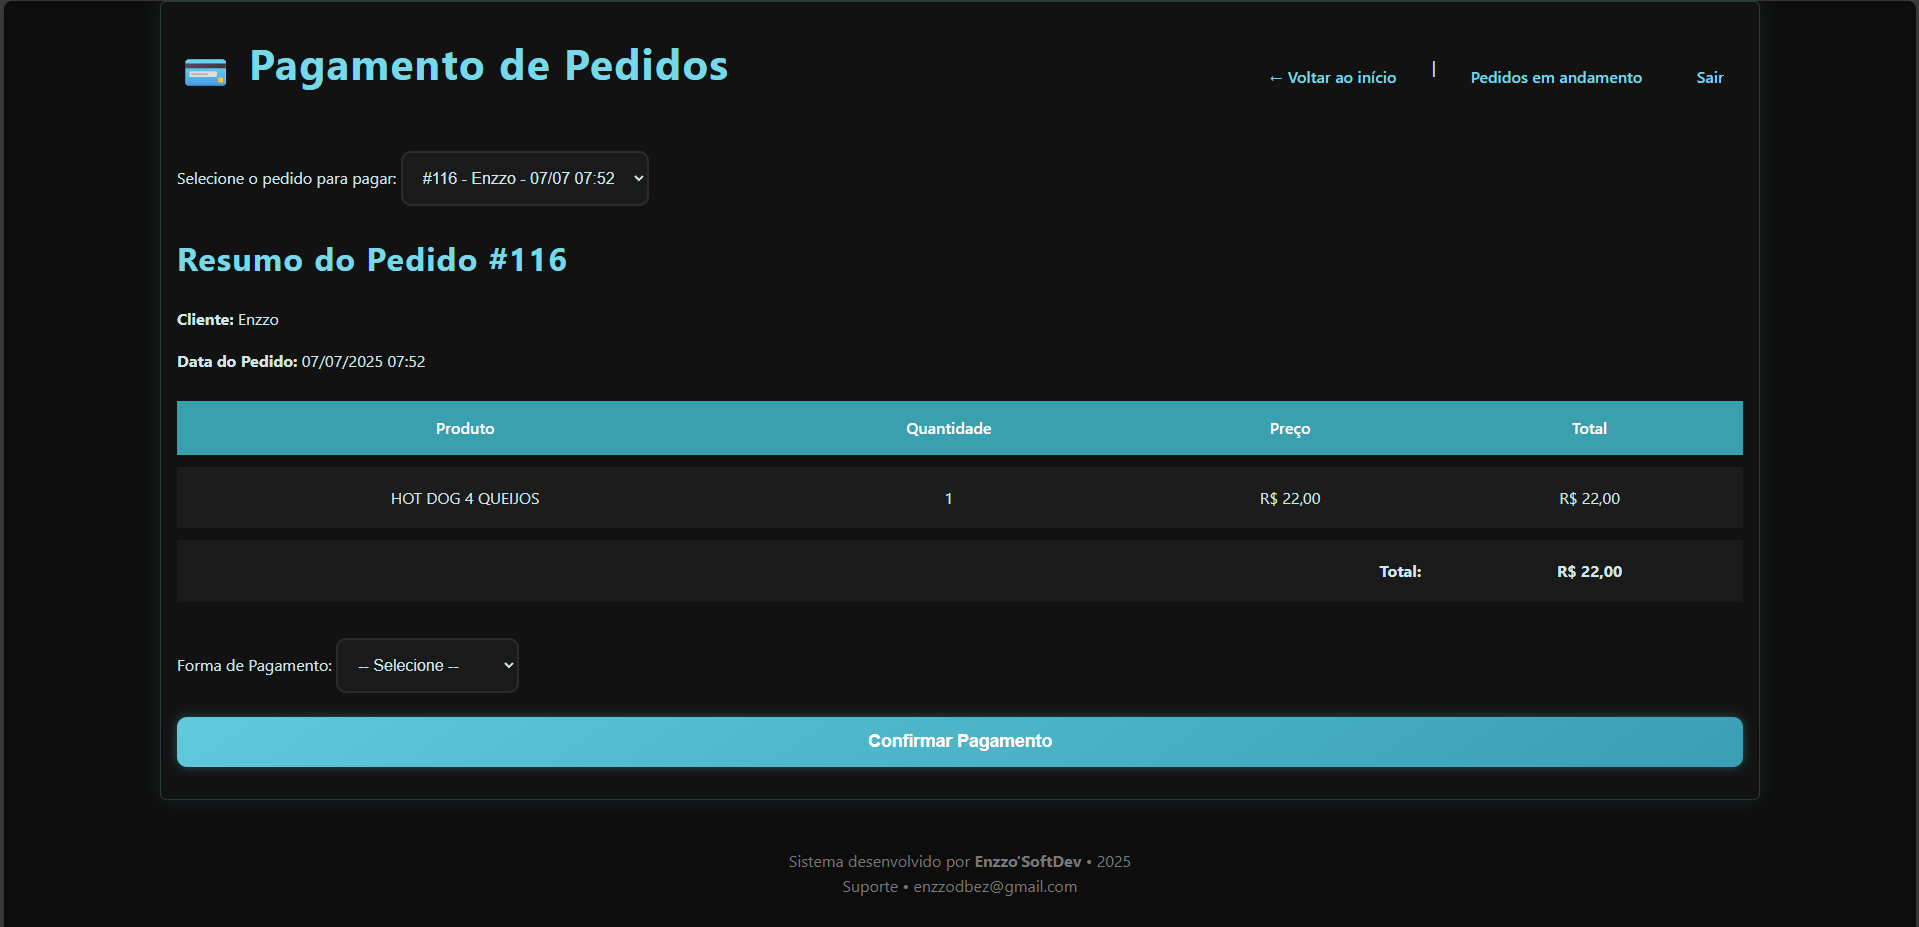 Pagamento de Pedidos
← Voltar ao início | Pedidos em andamento Sair
Selecione o pedido para pagar: #116 - Enzzo - 07/07 07:52
Resumo do Pedido #116
Cliente: Enzzo
Data do Pedido: 07/07/2025 07:52
Produto Quantidade Preço Total
HOT DOG 4 QUEIJOS 1 R$ 22,00 R$ 22,00
Total: R$ 22,00
Forma de Pagamento: -- Selecione --
Confirmar Pagamento
Sistema desenvolvido por Enzzo'SoftDev • 2025
Suporte • enzzodbez@gmail.com